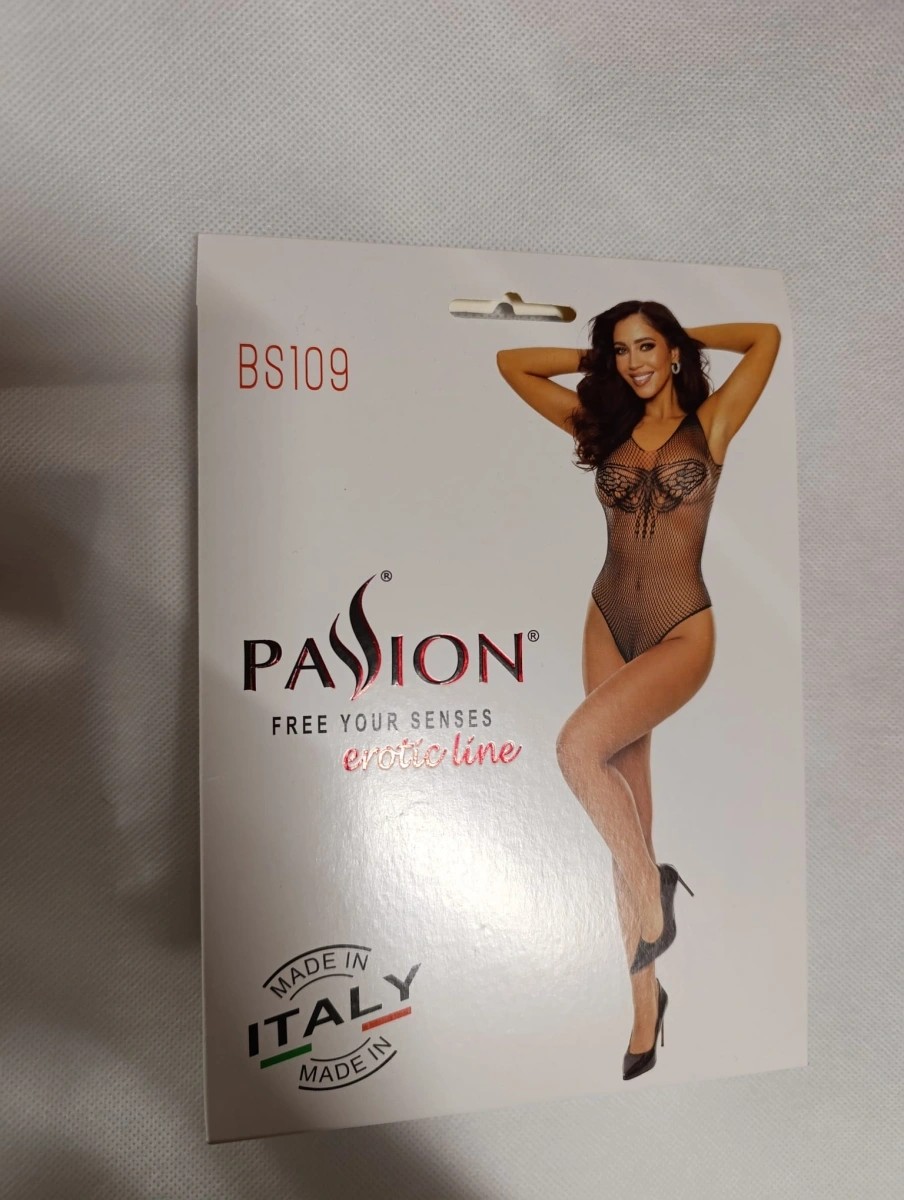 BS109
PASSION®
FREE YOUR SENSES
erotic line
MADE IN
ITALY
MADE IN